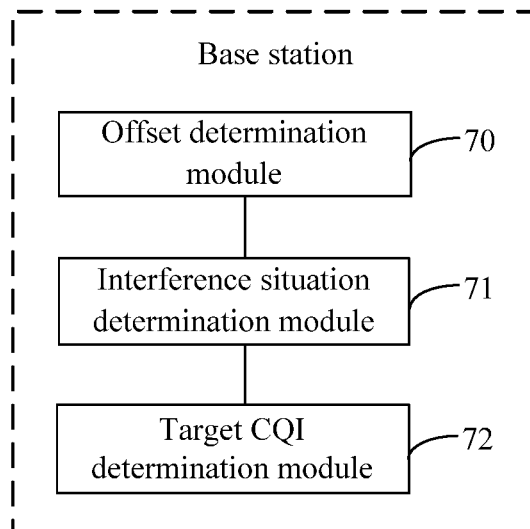 Base station
Offset determination
module
70
Interference situation
determination module
71
Target CQI
determination module
72